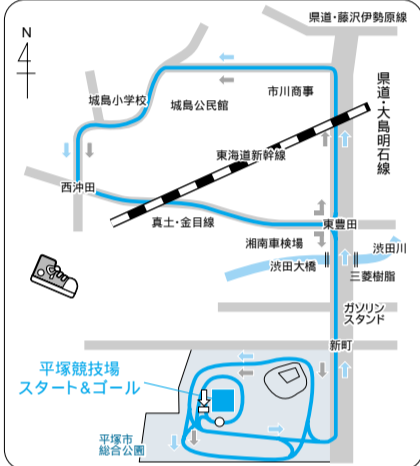 県道・藤沢伊勢原線
N
県道・大島明石線
市川商事
城島小学校
城島公民館
東海道新幹線
西沖田
真土・金目線
東豊田
湘南車検場
渋田川
渋田大橋
三菱樹脂
ガソリン
スタンド
新町
平塚競技場
スタート&ゴール
平塚市
総合公園